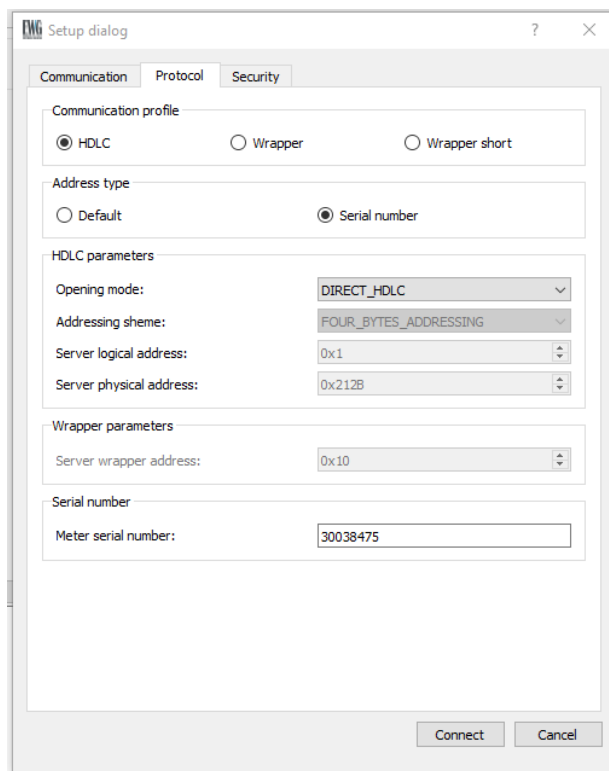 EWG Setup dialog ?
Communication Protocol Security
Communication profile
HDLC Wrapper Wrapper short
Address type
Default Serial number
HDLC parameters
Opening mode: DIRECT_HDLC
Addressing sheme: FOUR_BYTES_ADDRESSING
Server logical address: 0x1
Server physical address: 0x212B
Wrapper parameters
Server wrapper address: 0x10
Serial number
Meter serial number: 30038475
Connect Cancel